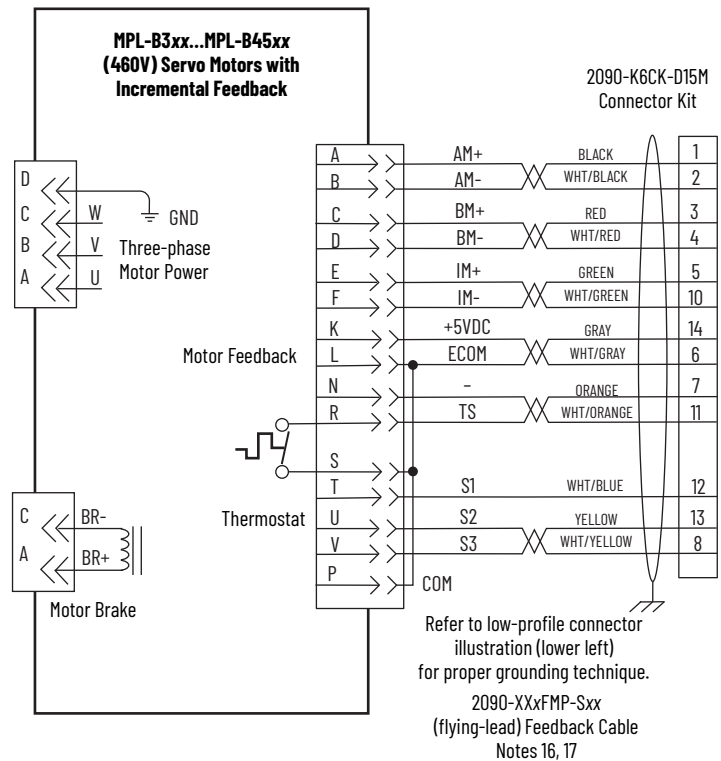 MPL-B3xx...MPL-B45xx
(460V) Servo Motors with
Incremental Feedback
2090-K6CK-D15M
Connector Kit
D
C W
B V
A U
GND
Three-phase
Motor Power
Motor Feedback
Thermostat
C BR-
A BR+
Motor Brake
A AM+ BLACK 1
B AM- WHT/BLACK 2
C BM+ RED 3
D BM- WHT/RED 4
E IM+ GREEN 5
F IM- WHT/GREEN 10
K +5VDC GRAY 14
L ECOM WHT/GRAY 6
N - ORANGE 7
R TS WHT/ORANGE 11
S
T S1 WHT/BLUE 12
U S2 YELLOW 13
V S3 WHT/YELLOW 8
P COM
Refer to low-profile connector
illustration (lower left)
for proper grounding technique.
2090-XXxFMP-Sxx
(flying-lead) Feedback Cable
Notes 16, 17